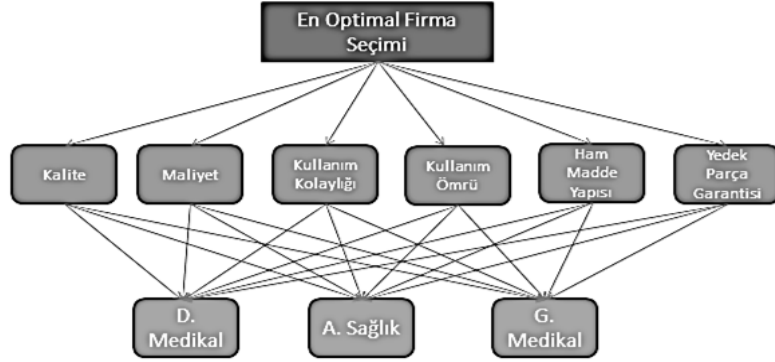 En Optimal Firma
Seçimi
Kalite
Maliyet
Kullanım
Kolaylığı
Kullanım
Ömrü
Ham
Madde
Yapısı
Yedek
Parça
Garantisi
D.
Medikal
A. Sağlık
G.
Medikal